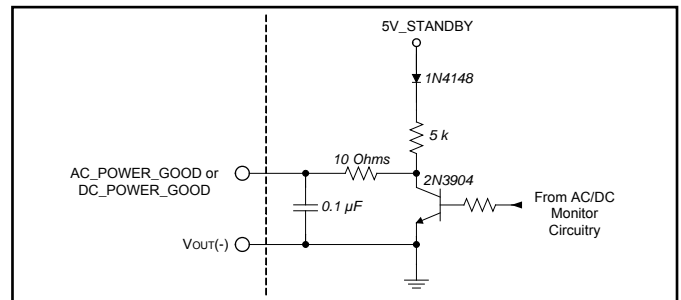 5V_STANDBY
1N4148
5 k
10 Ohms
2N3904
AC_POWER_GOOD or
DC_POWER_GOOD
0.1 µF
From AC/DC
Monitor
Circuitry
VOUT(-)